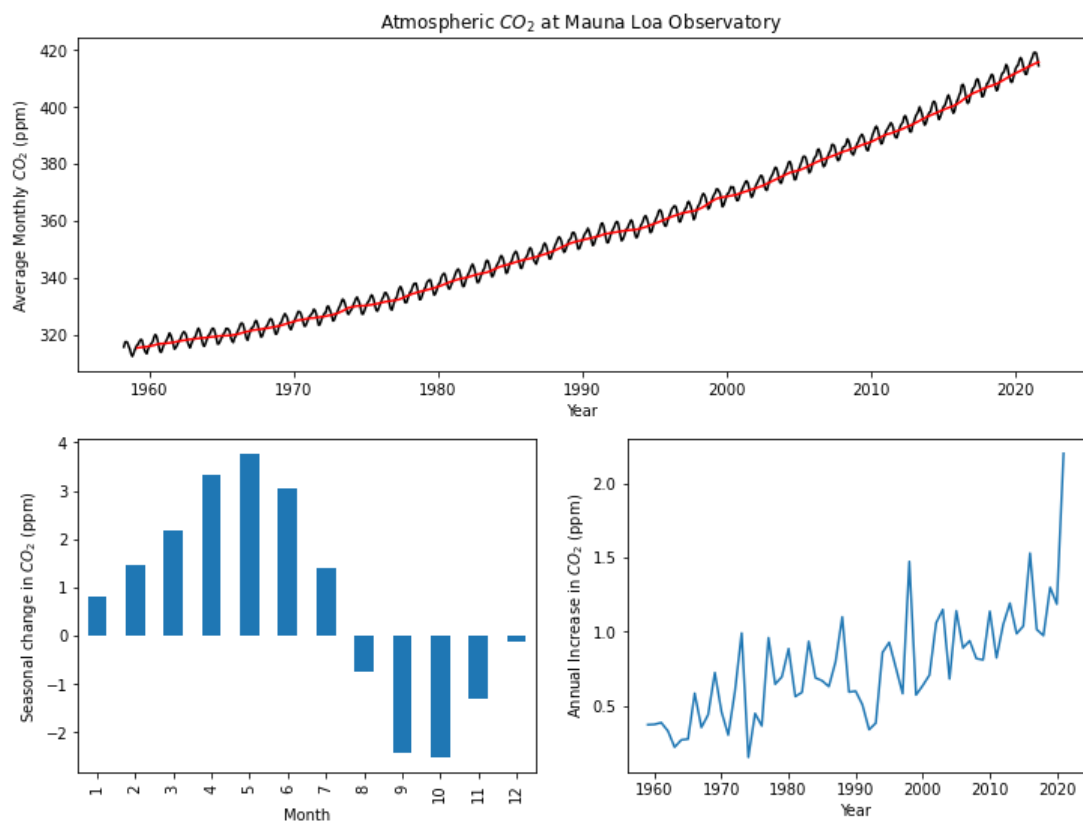 Atmospheric CO₂ at Mauna Loa Observatory
Average Monthly CO₂ (ppm)
420
400
380
360
340
320
1960 1970 1980 1990 2000 2010 2020
Year
Seasonal change in CO₂ (ppm)
4
3
2
1
0
−1
−2
1 2 3 4 5 6 7 8 9 10 11 12
Month
Annual Increase in CO₂ (ppm)
2.0
1.5
1.0
0.5
1960 1970 1980 1990 2000 2010 2020
Year